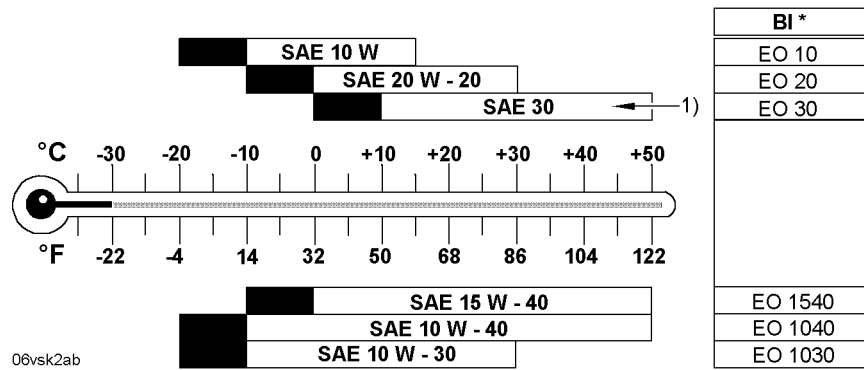 BI *
SAE 10 W EO 10
SAE 20 W - 20 EO 20
SAE 30 1) EO 30
°C -30 -20 -10 0 +10 +20 +30 +40 +50
°F -22 -4 14 32 50 68 86 104 122
SAE 15 W - 40 EO 1540
SAE 10 W - 40 EO 1040
SAE 10 W - 30 EO 1030
06vsk2ab